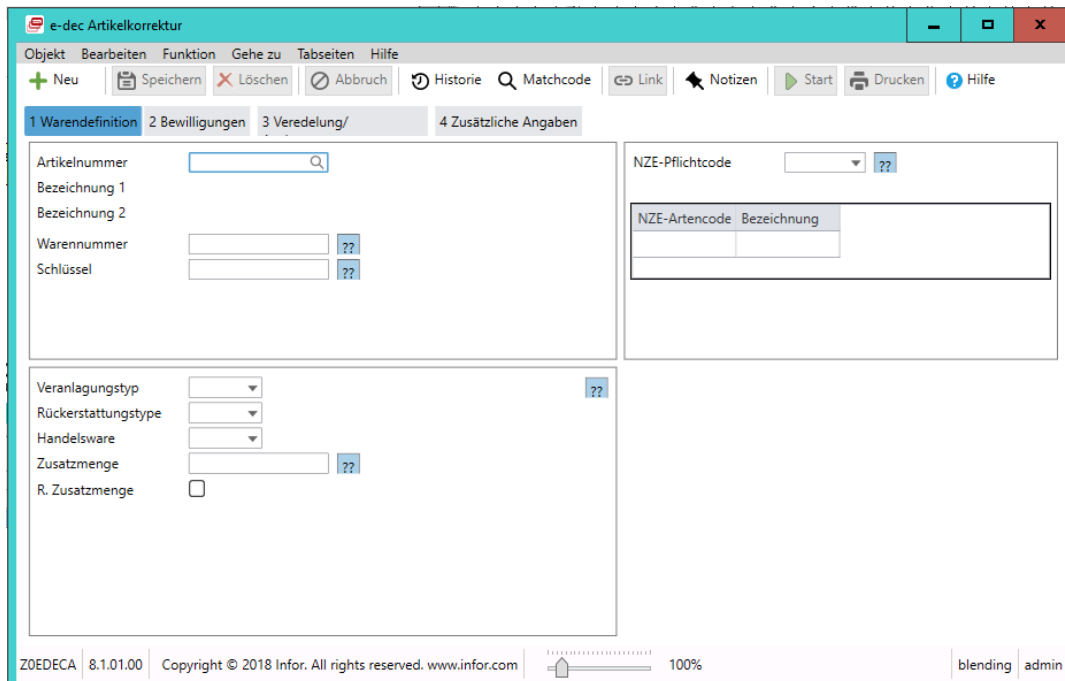 e-dec Artikelkorrektur
Objekt Bearbeiten Funktion Gehe zu Tabseiten Hilfe
Neu Speichern Löschen Abbruch Historie Matchcode Link Notizen Start Drucken Hilfe
1 Warendefinition 2 Bewilligungen 3 Veredelung/ 4 Zusätzliche Angaben
Artikelnummer
Bezeichnung 1
Bezeichnung 2
Warennummer ??
Schlüssel ??
NZE-Pflichtcode ??
NZE-Artencode Bezeichnung
Veranlagungstyp ??
Rückerstattungstype
Handelsware
Zusatzmenge ??
R. Zusatzmenge
Z0EDECA 8.1.01.00 Copyright © 2018 Infor. All rights reserved. www.infor.com 100% blending admin